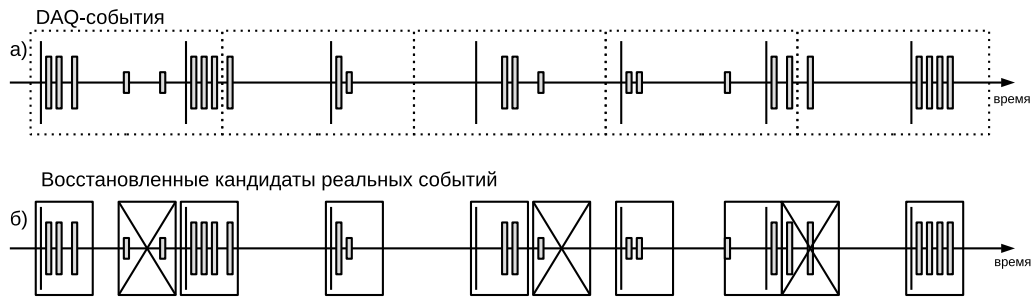 DAQ-события
а)
время
Восстановленные кандидаты реальных событий
б)
время